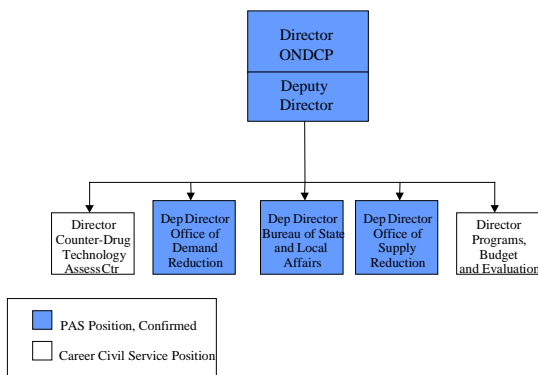 Director
ONDCP
Deputy
Director
Director
Counter-Drug
Technology
Assess Ctr
Dep Director
Office of
Demand
Reduction
Dep Director
Bureau of State
and Local
Affairs
Dep Director
Office of
Supply
Reduction
Director
Programs,
Budget
and Evaluation
PAS Position, Confirmed
Career Civil Service Position